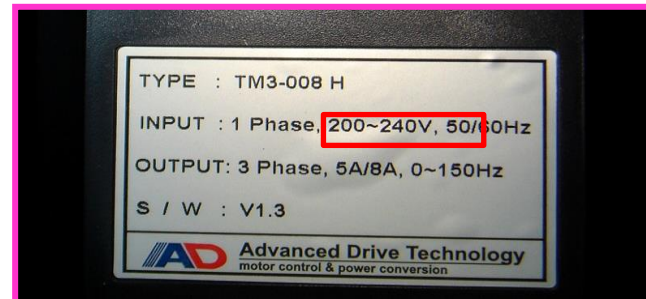 TYPE : TM3-008 H
INPUT : 1 Phase, 200~240V, 50/60Hz
OUTPUT: 3 Phase, 5A/8A, 0~150Hz
S / W : V1.3
AD Advanced Drive Technology
motor control & power conversion